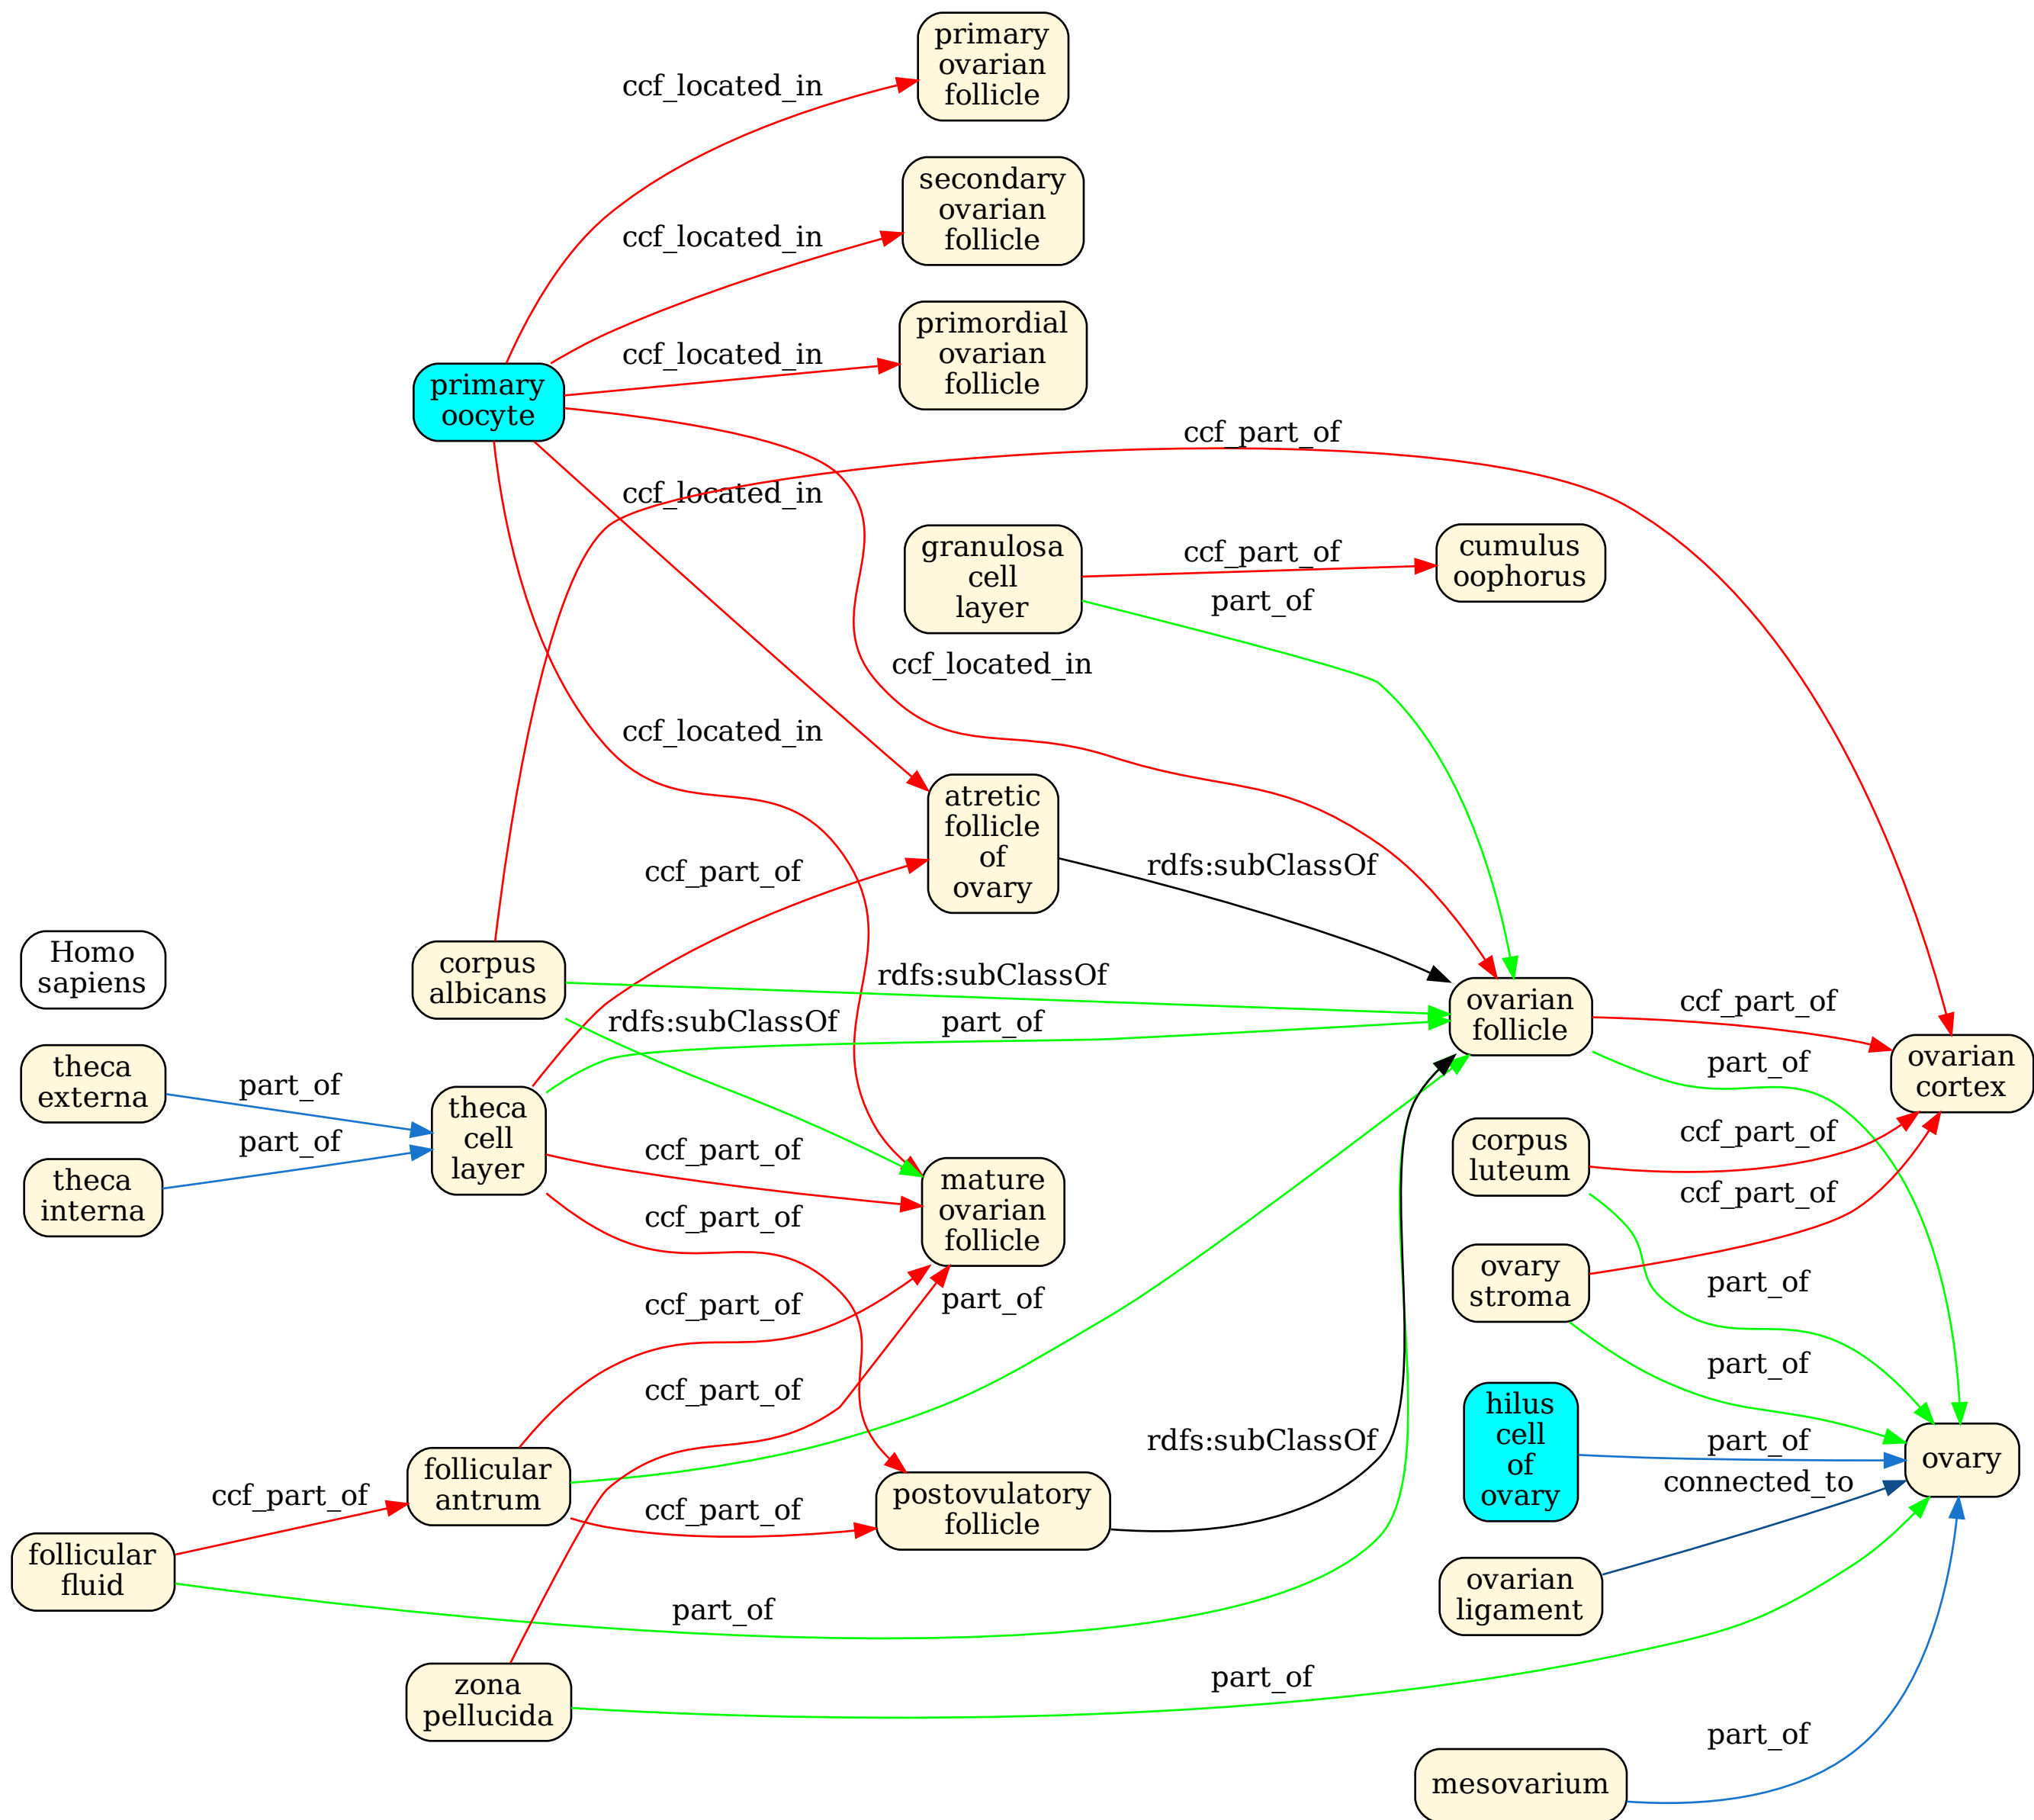 primary
ovarian
follicle
ccf_located_in
secondary
ovarian
follicle
ccf_located_in
primordial
ovarian
follicle
ccf_located_in
primary
oocyte
ccf_part_of
ccf_located_in
granulosa
cell
layer
ccf_part_of
cumulus
oophorus
part_of
ccf_located_in
ccf_located_in
atretic
follicle
of
ovary
rdfs:subClassOf
ccf_part_of
Homo
sapiens
corpus
albicans
rdfs:subClassOf
rdfs:subClassOf
part_of
ovarian
follicle
ccf_part_of
part_of
ovarian
cortex
theca
externa
part_of
theca
interna
part_of
theca
cell
layer
ccf_part_of
ccf_part_of
mature
ovarian
follicle
corpus
luteum
ccf_part_of
ccf_part_of
ovary
stroma
part_of
part_of
ccf_part_of
part_of
ccf_part_of
hilus
cell
of
ovary
part_of
connected_to
ovary
follicular
antrum
ccf_part_of
ccf_part_of
postovulatory
follicle
rdfs:subClassOf
follicular
fluid
part_of
ovarian
ligament
zona
pellucida
part_of
part_of
mesovarium